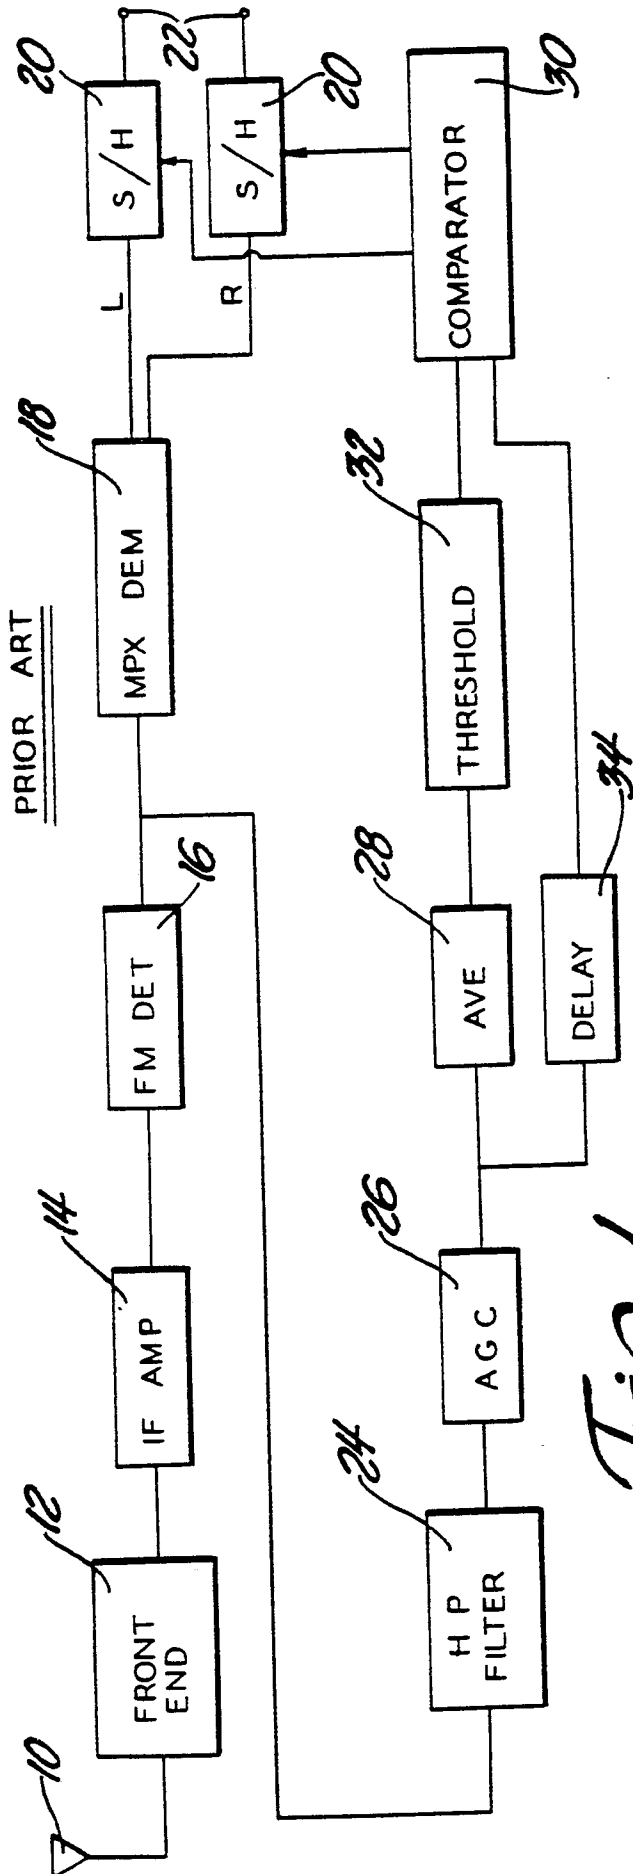 PRIOR ART
10
12
FRONT
END
14
IF AMP
16
FM DET
18
MPX DEM
L
R
20
S/H
22
S/H
20
24
HP
FILTER
26
AGC
28
AVE
32
THRESHOLD
30
COMPARATOR
34
DELAY